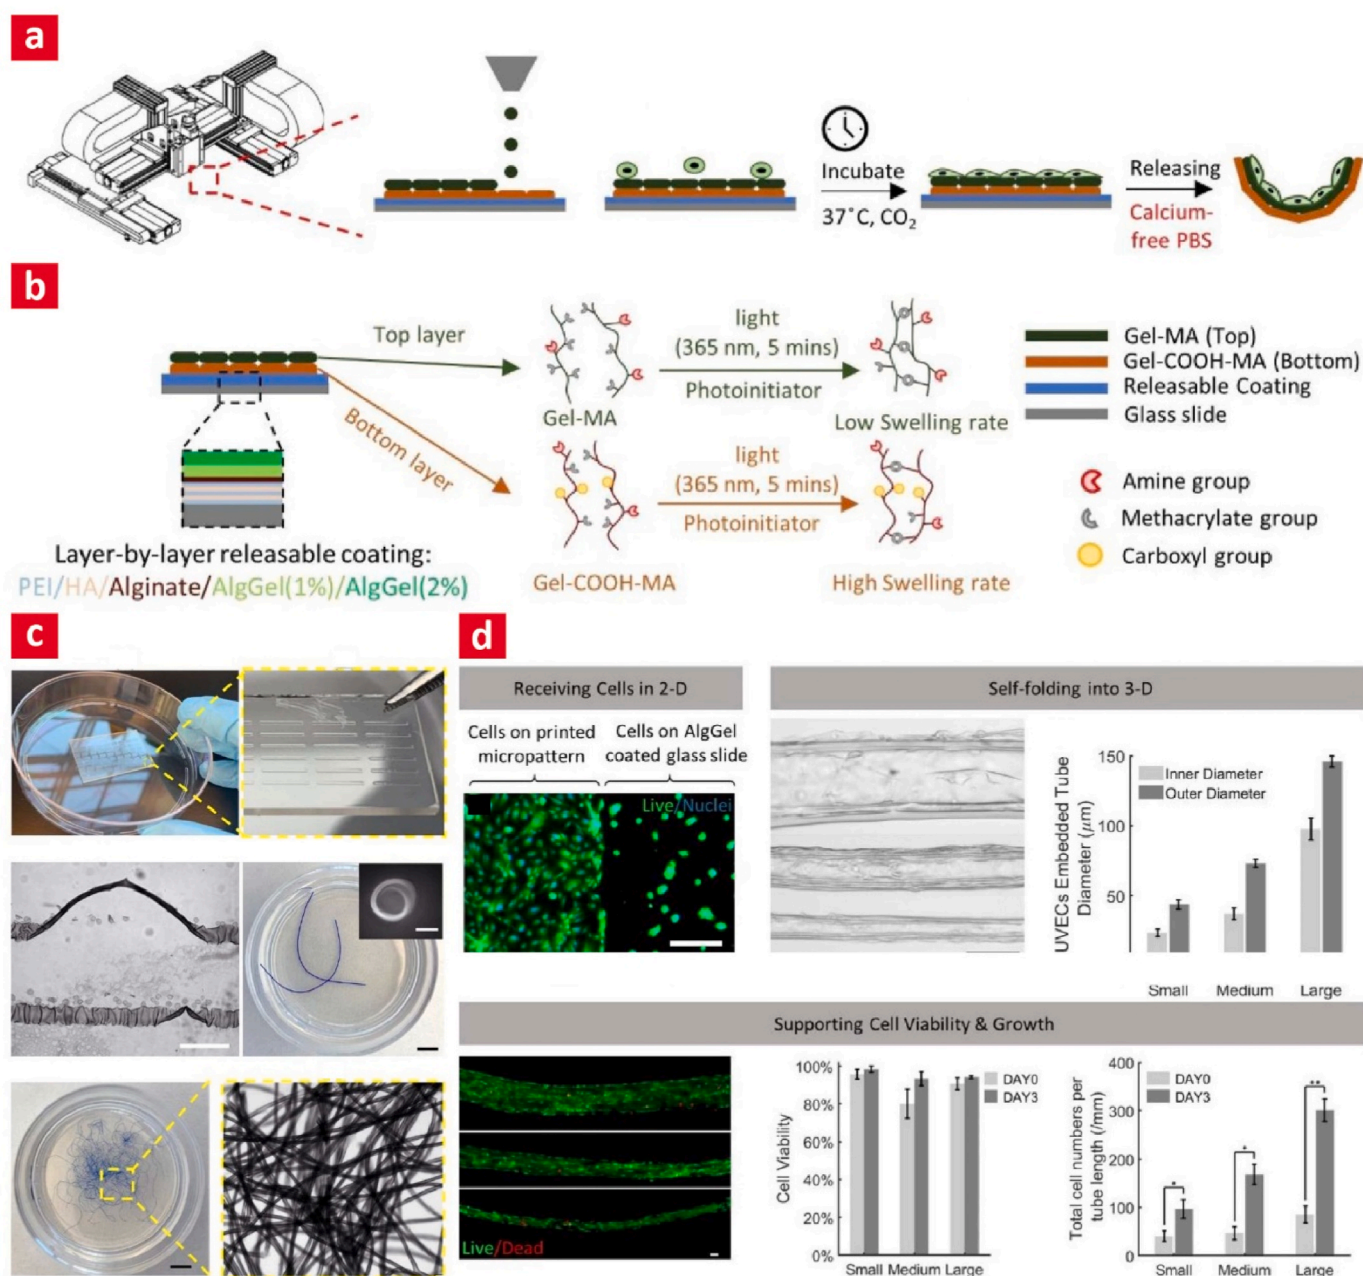 a
Incubate
37°C, CO2
Releasing
Calcium-
free PBS
b
Top layer
Bottom layer
Gel-MA
light
(365 nm, 5 mins)
Photoinitiator
Low Swelling rate
Gel-COOH-MA
light
(365 nm, 5 mins)
Photoinitiator
High Swelling rate
Gel-MA (Top)
Gel-COOH-MA (Bottom)
Releasable Coating
Glass slide
Amine group
Methacrylate group
Carboxyl group
Layer-by-layer releasable coating:
PEI/HA/Alginate/AlgGel(1%)/AlgGel(2%)
c
d
Receiving Cells in 2-D
Cells on printed
micropattern
Cells on AlgGel
coated glass slide
Live/Nuclei
Self-folding into 3-D
UVECs Embedded Tube
Diameter (μm)
150
100
50
Inner Diameter
Outer Diameter
Small Medium Large
Supporting Cell Viability & Growth
Live/Dead
Cell Viability
100%
80%
60%
40%
20%
0%
DAY0
DAY3
Small Medium Large
Total cell numbers per
tube length (/mm)
400
300
200
100
0
DAY0
DAY3
*
*
**
Small Medium Large